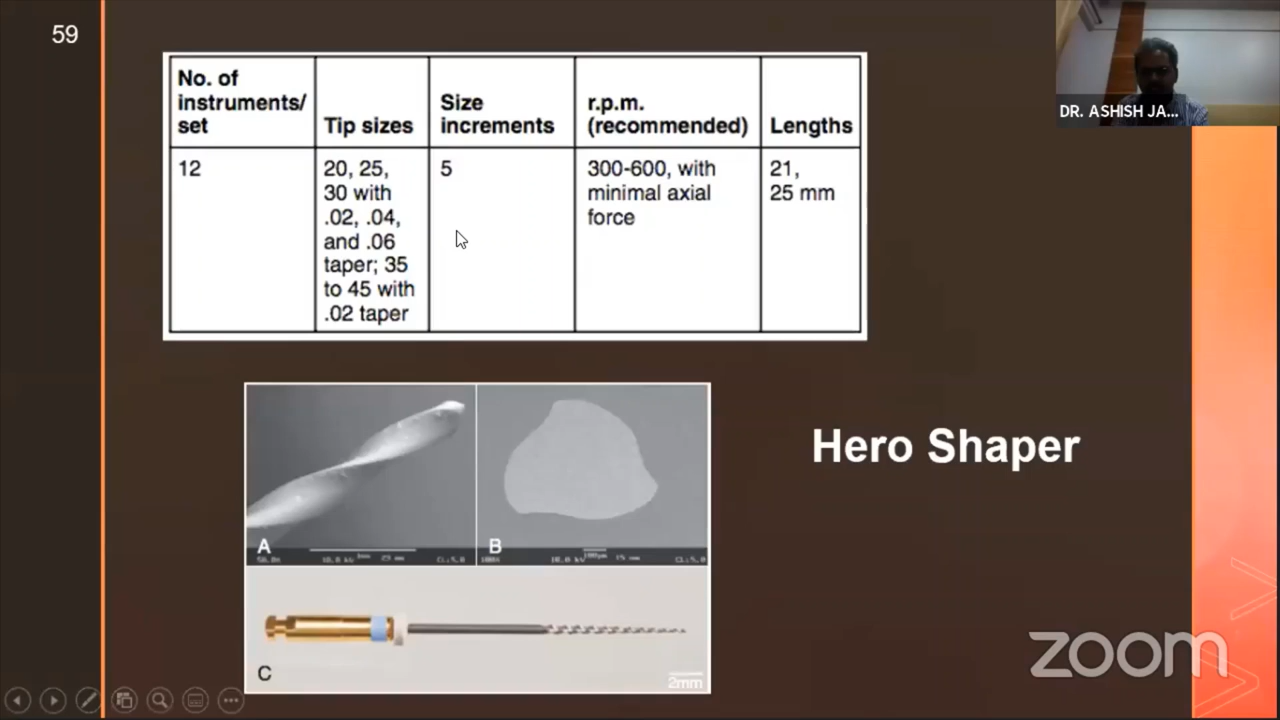 59
DR. ASHISH JA...
No. of
instruments/
set
Tip sizes
Size
increments
r.p.m.
(recommended)
Lengths
12
20, 25,
30 with
.02, .04,
and .06
taper; 35
to 45 with
.02 taper
5
300-600, with
minimal axial
force
21,
25 mm
Hero Shaper
A
B
C
2mm
zoom